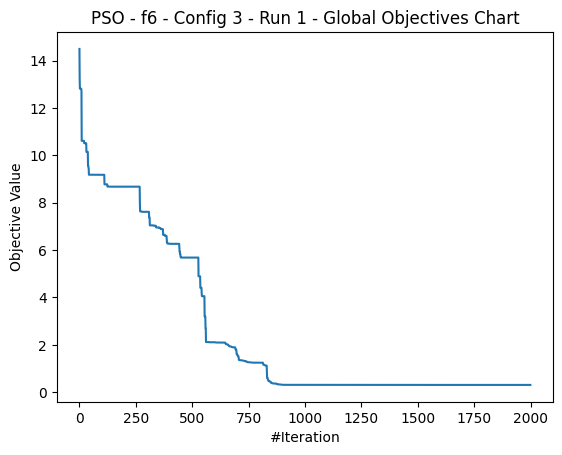 PSO - f6 - Config 3 - Run 1 - Global Objectives Chart
14
12
10
8
6
4
2
0
Objective Value
0 250 500 750 1000 1250 1500 1750 2000
#Iteration